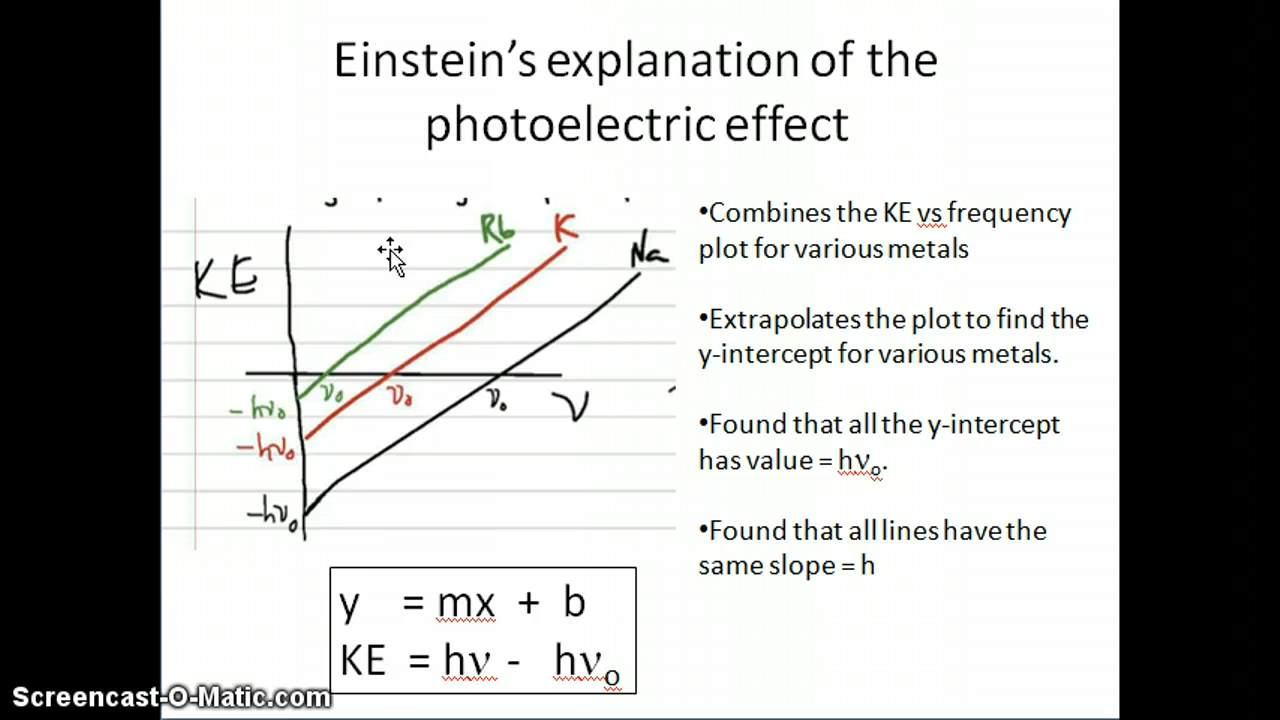 Einstein’s explanation of the
photoelectric effect
KE
Rb
K
Na
-hν₀
ν₀
ν₀
ν₀
ν
-hν₀
-hν₀
•Combines the KE vs frequency
plot for various metals
•Extrapolates the plot to find the
y-intercept for various metals.
•Found that all the y-intercept
has value = hνₒ.
•Found that all lines have the
same slope = h
y = mx + b
KE = hν - hνₒ
Screencast-O-Matic.com